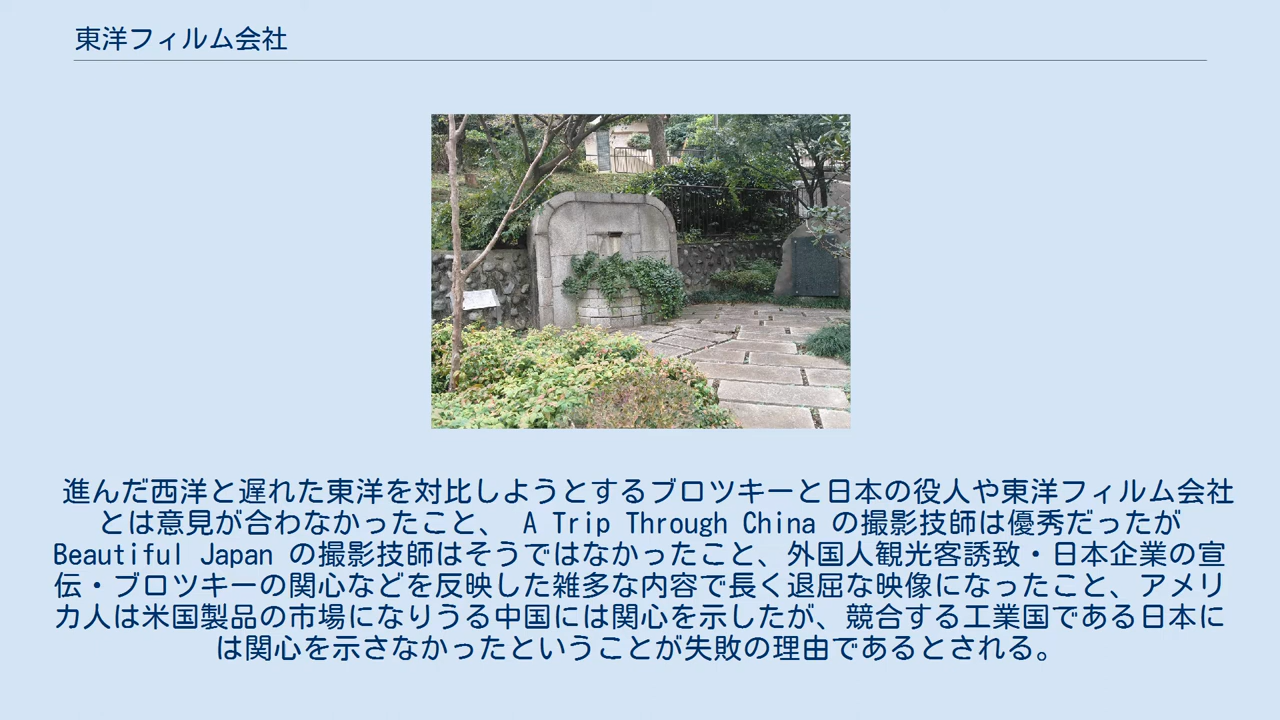 東洋フィルム会社
進んだ西洋と遅れた東洋を対比しようとするブロツキーと日本の役人や東洋フィルム会社
とは意見が合わなかったこと、 A Trip Through China の撮影技師は優秀だったが
Beautiful Japan の撮影技師はそうではなかったこと、外国人観光客誘致・日本企業の宣
伝・ブロツキーの関心などを反映した雑多な内容で長く退屈な映像になったこと、アメリ
カ人は米国製品の市場になりうる中国には関心を示したが、競合する工業国である日本に
は関心を示さなかったということが失敗の理由であるとされる。